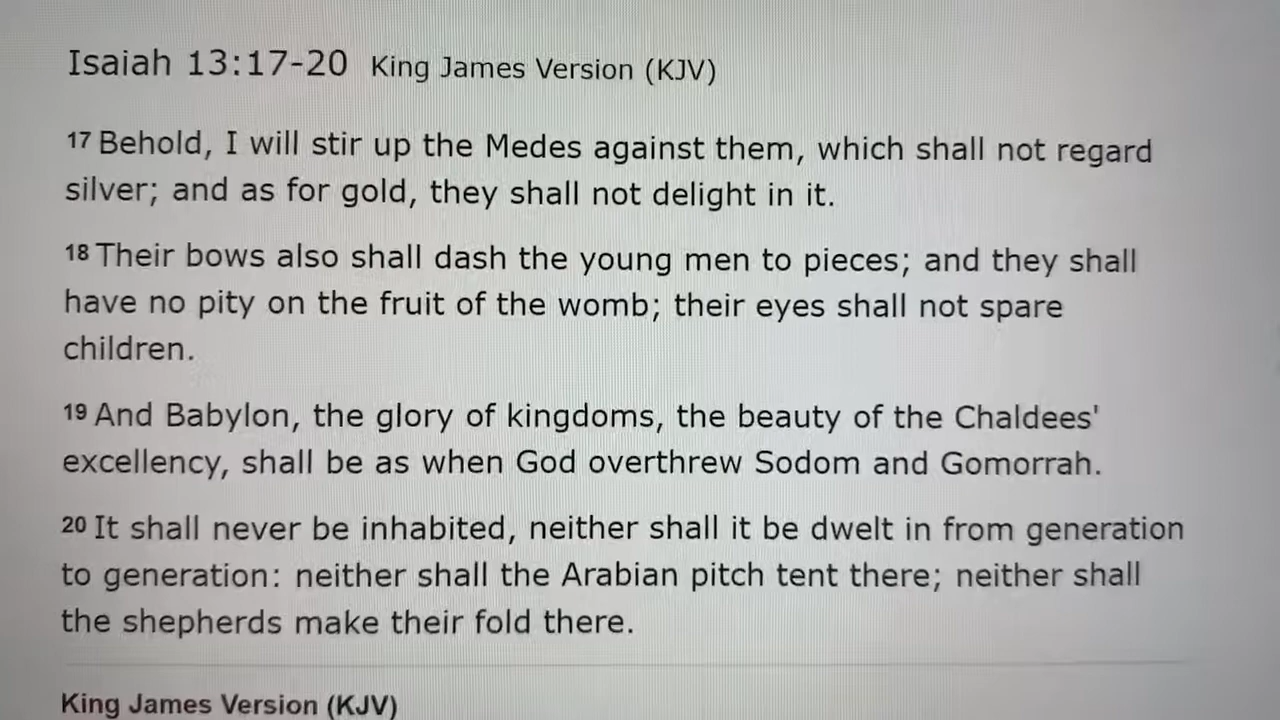 Isaiah 13:17-20 King James Version (KJV)
17 Behold, I will stir up the Medes against them, which shall not regard
silver; and as for gold, they shall not delight in it.
18 Their bows also shall dash the young men to pieces; and they shall
have no pity on the fruit of the womb; their eyes shall not spare
children.
19 And Babylon, the glory of kingdoms, the beauty of the Chaldees'
excellency, shall be as when God overthrew Sodom and Gomorrah.
20 It shall never be inhabited, neither shall it be dwelt in from generation
to generation: neither shall the Arabian pitch tent there; neither shall
the shepherds make their fold there.
King James Version (KJV)